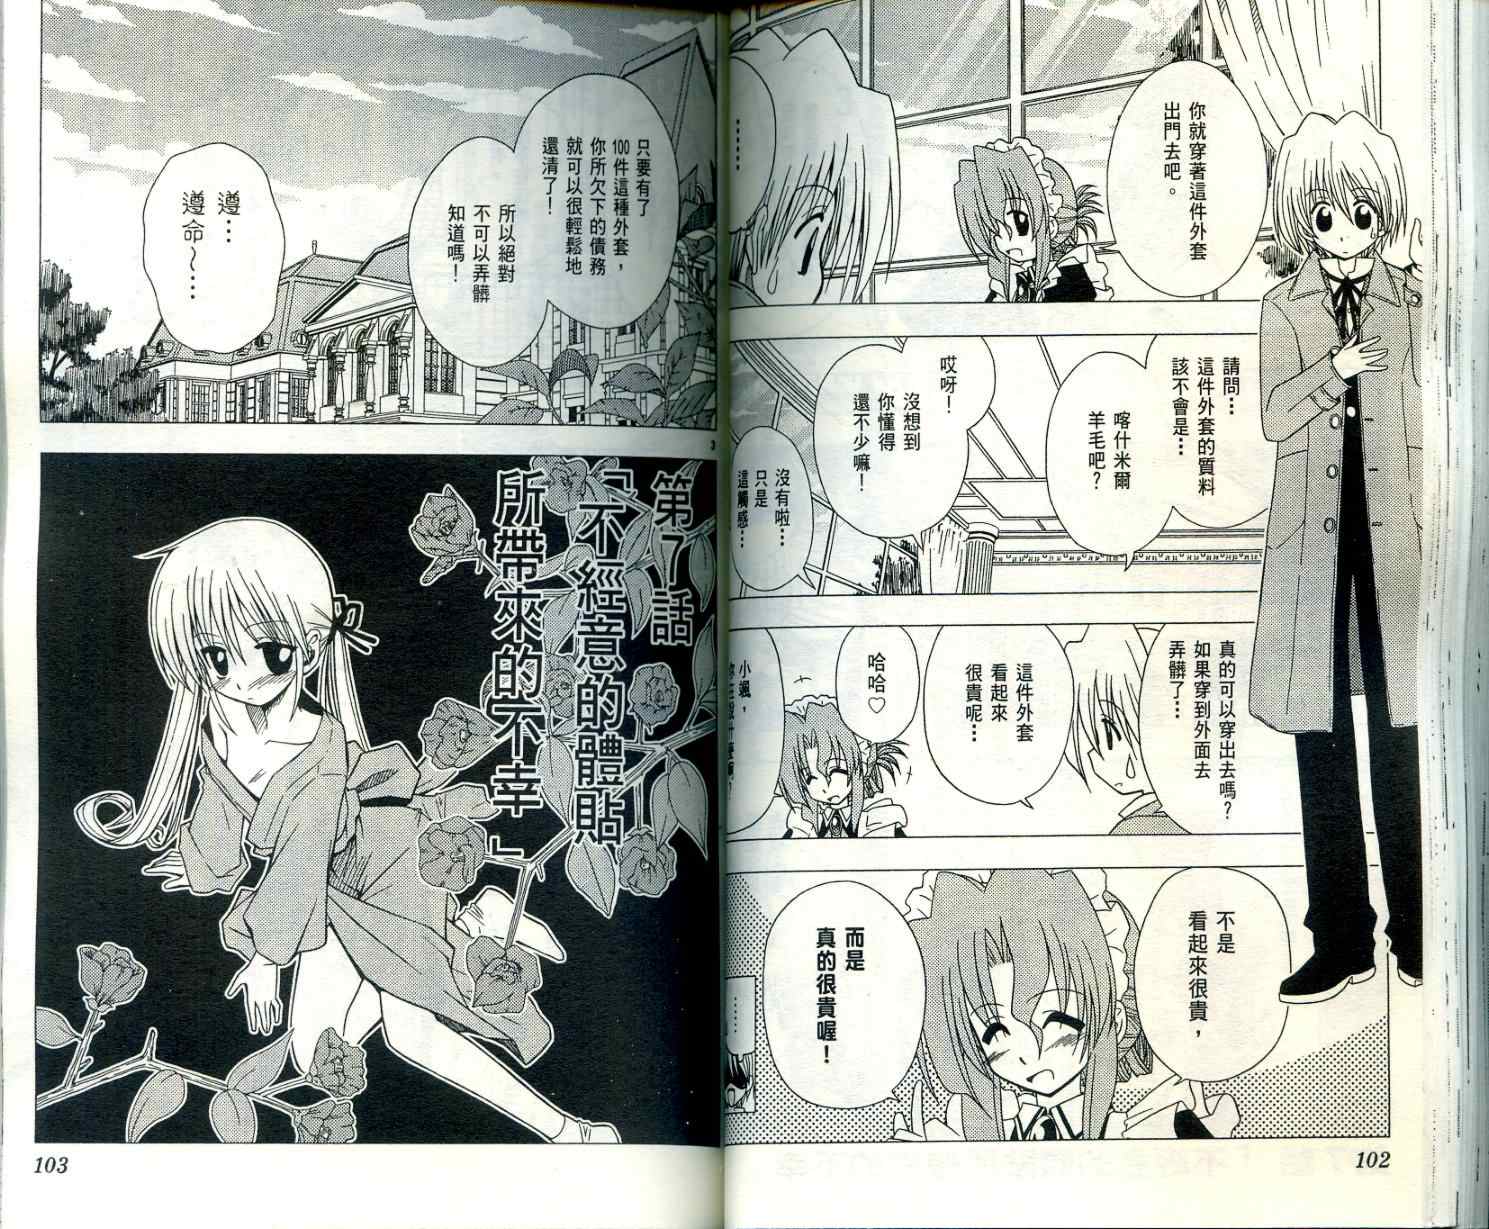 你就穿著這件外套
出門去吧。
……
請問…
這件外套的質料
該不會是…
喀什米爾
羊毛吧？
哎呀！
沒想到
你懂得
還不少嘛！
沒有啦…
只是
這觸感…
真的可以穿出去嗎？
如果穿到外面去
弄髒了…
這件外套
看起來
很貴呢…
哈
哈♡
小颯，
不是
看起來很貴，
而是
真的很貴喔！
……
102
只要有了
100件這種外套，
你所欠下的債務
就可以很輕鬆地
還清了！
所以絕對
不可以弄髒
知道嗎！
遵…
遵命～…
3
第7話
「不經意的體貼
所帶來的不幸」
103